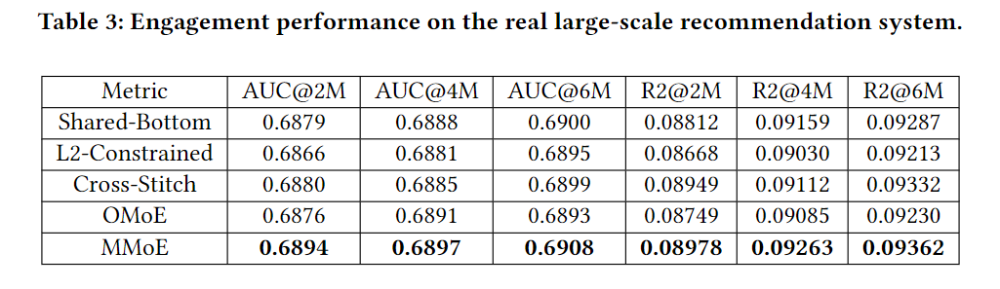 Table 3: Engagement performance on the real large-scale recommendation system.
Metric AUC@2M AUC@4M AUC@6M R2@2M R2@4M R2@6M
Shared-Bottom 0.6879 0.6888 0.6900 0.08812 0.09159 0.09287
L2-Constrained 0.6866 0.6881 0.6895 0.08668 0.09030 0.09213
Cross-Stitch 0.6880 0.6885 0.6899 0.08949 0.09112 0.09332
OMoE 0.6876 0.6891 0.6893 0.08749 0.09085 0.09230
MMoE 0.6894 0.6897 0.6908 0.08978 0.09263 0.09362